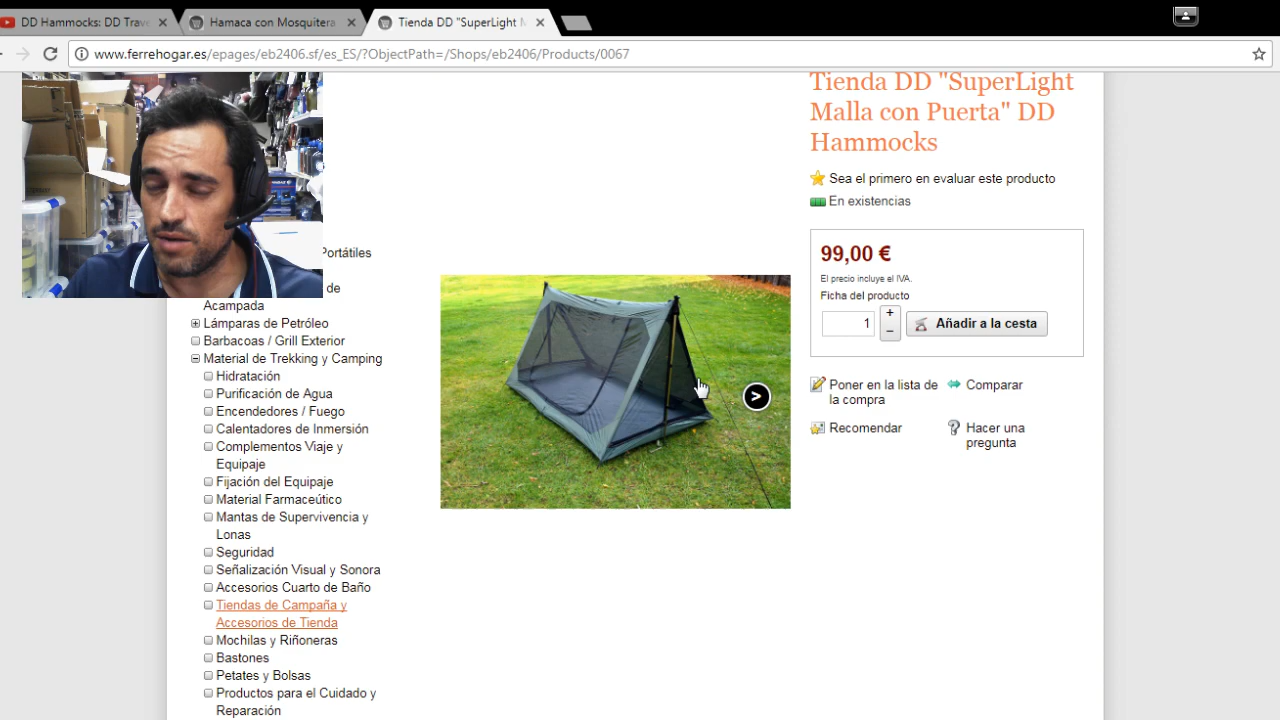 DD Hammocks: DD Trave
Hamaca con Mosquitera
Tienda DD "SuperLight M
www.ferrehogar.es/epages/eb2406.sf/es_ES/?ObjectPath=/Shops/eb2406/Products/0067
Portátiles
de
Acampada
Lámparas de Petróleo
Barbacoas / Grill Exterior
Material de Trekking y Camping
Hidratación
Purificación de Agua
Encendedores / Fuego
Calentadores de Inmersión
Complementos Viaje y
Equipaje
Fijación del Equipaje
Material Farmaceútico
Mantas de Supervivencia y
Lonas
Seguridad
Señalización Visual y Sonora
Accesorios Cuarto de Baño
Tiendas de Campaña y
Accesorios de Tienda
Mochilas y Riñoneras
Bastones
Petates y Bolsas
Productos para el Cuidado y
Reparación
>
Tienda DD "SuperLight
Malla con Puerta" DD
Hammocks
Sea el primero en evaluar este producto
En existencias
99,00 €
El precio incluye el IVA.
Ficha del producto
1
+
−
Añadir a la cesta
Poner en la lista de
la compra
Comparar
Recomendar
Hacer una
pregunta